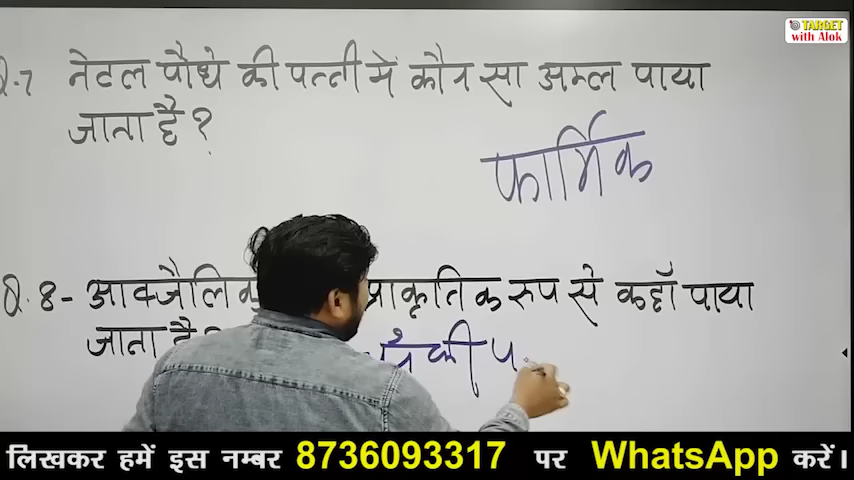 TARGET
with Alok
Q.7 नेटल पौधे की पत्ती में कौन सा अम्ल पाया
जाता है?
फार्मिक
Q.8- आक्जैलिक प्राकृतिक रूप से कहाँ पाया
जाता है
की प
लिखकर हमें इस नम्बर 8736093317 पर WhatsApp करें।